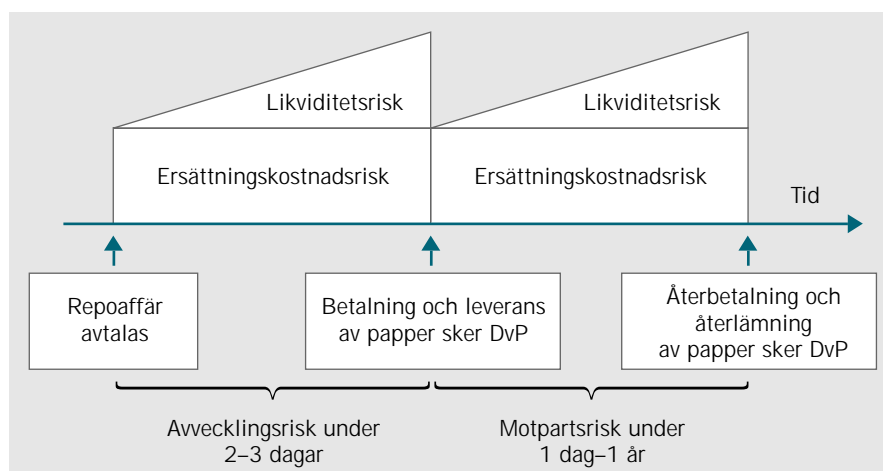 Likviditetsrisk
Likviditetsrisk
Ersättningskostnadsrisk
Ersättningskostnadsrisk
Tid
Repoaffär
avtalas
Betalning och leverans
av papper sker DvP
Återbetalning och
återlämning
av papper sker DvP
Avvecklingsrisk under
2–3 dagar
Motpartsrisk under
1 dag–1 år